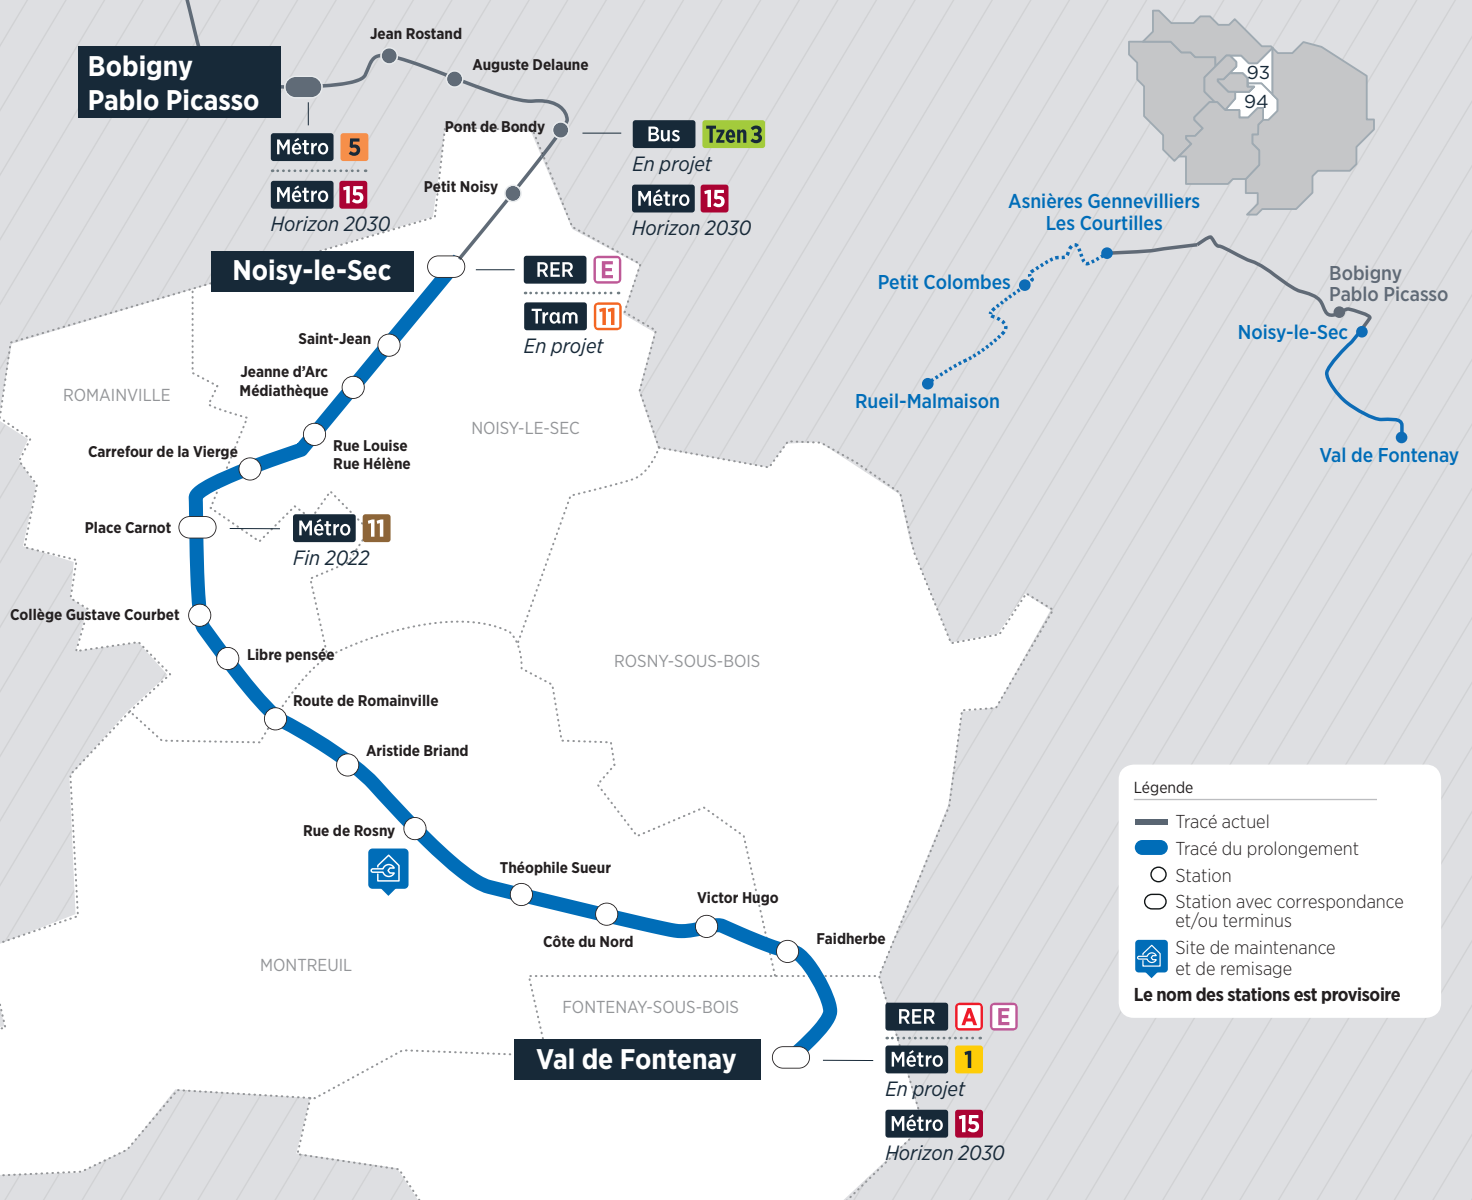 Jean Rostand
Auguste Delaune
Bobigny
Pablo Picasso
Pont de Bondy
Bus Tzen 3
En projet
Métro 15
Horizon 2030
Métro 5
Métro 15
Horizon 2030
Petit Noisy
Noisy-le-Sec
RER E
Tram 11
En projet
Saint-Jean
Jeanne d'Arc
Médiathèque
ROMAINVILLE
NOISY-LE-SEC
Rue Louise
Rue Hélène
Carrefour de la Vierge
Place Carnot
Métro 11
Fin 2022
Collège Gustave Courbet
Libre pensée
ROSNY-SOUS-BOIS
Route de Romainville
Aristide Briand
Rue de Rosny
Théophile Sueur
Victor Hugo
Côte du Nord
Faidherbe
MONTREUIL
FONTENAY-SOUS-BOIS
Val de Fontenay
RER A E
Métro 1
En projet
Métro 15
Horizon 2030
93
94
Asnières Gennevilliers
Les Courtilles
Petit Colombes
Bobigny
Pablo Picasso
Noisy-le-Sec
Rueil-Malmaison
Val de Fontenay
Légende
Tracé actuel
Tracé du prolongement
Station
Station avec correspondance
et/ou terminus
Site de maintenance
et de remisage
Le nom des stations est provisoire